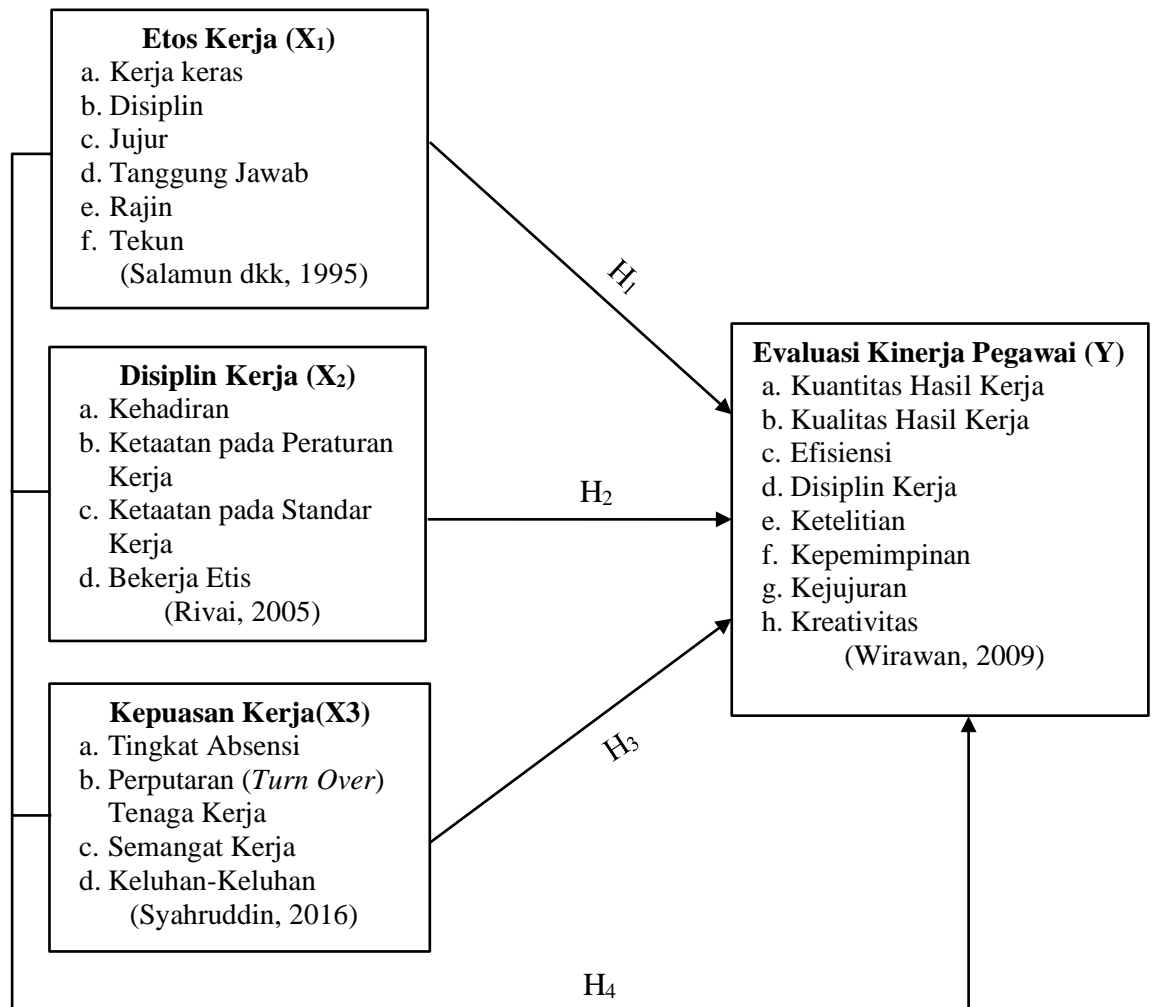 Etos Kerja (X₁)
a. Kerja keras
b. Disiplin
c. Jujur
d. Tanggung Jawab
e. Rajin
f. Tekun
(Salamun dkk, 1995)
Disiplin Kerja (X₂)
a. Kehadiran
b. Ketaatan pada Peraturan
Kerja
c. Ketaatan pada Standar
Kerja
d. Bekerja Etis
(Rivai, 2005)
Kepuasan Kerja(X3)
a. Tingkat Absensi
b. Perputaran (Turn Over)
Tenaga Kerja
c. Semangat Kerja
d. Keluhan-Keluhan
(Syahruddin, 2016)
H₁
H₂
H₃
H₄
Evaluasi Kinerja Pegawai (Y)
a. Kuantitas Hasil Kerja
b. Kualitas Hasil Kerja
c. Efisiensi
d. Disiplin Kerja
e. Ketelitian
f. Kepemimpinan
g. Kejujuran
h. Kreativitas
(Wirawan, 2009)